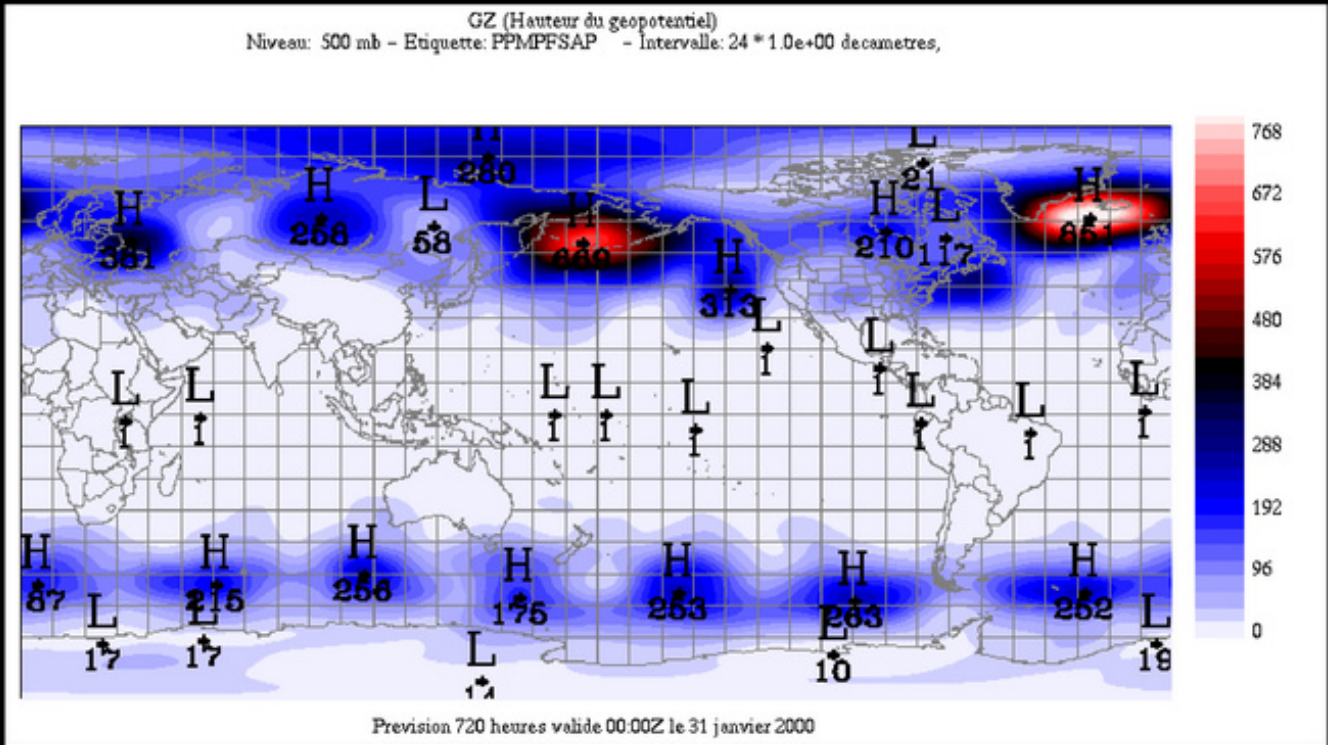 GZ (Hauteur du geopotentiel)
Niveau: 500 mb - Etiquette: PPMPFSAP - Intervalle: 24 * 1.0e+00 decametres,
H
280
L
21
768
672
576
480
384
288
192
96
0
H
381
H
258
L
58
H
669
H
313
H
210
L
117
H
851
L
1
L
1
L
1
L
1
L
1
L
1
L
1
L
1
L
1
L
1
H
87
H
215
H
256
H
175
H
253
H
263
H
252
L
17
L
17
L
14
L
10
L
19
Prevision 720 heures valide 00:00Z le 31 janvier 2000